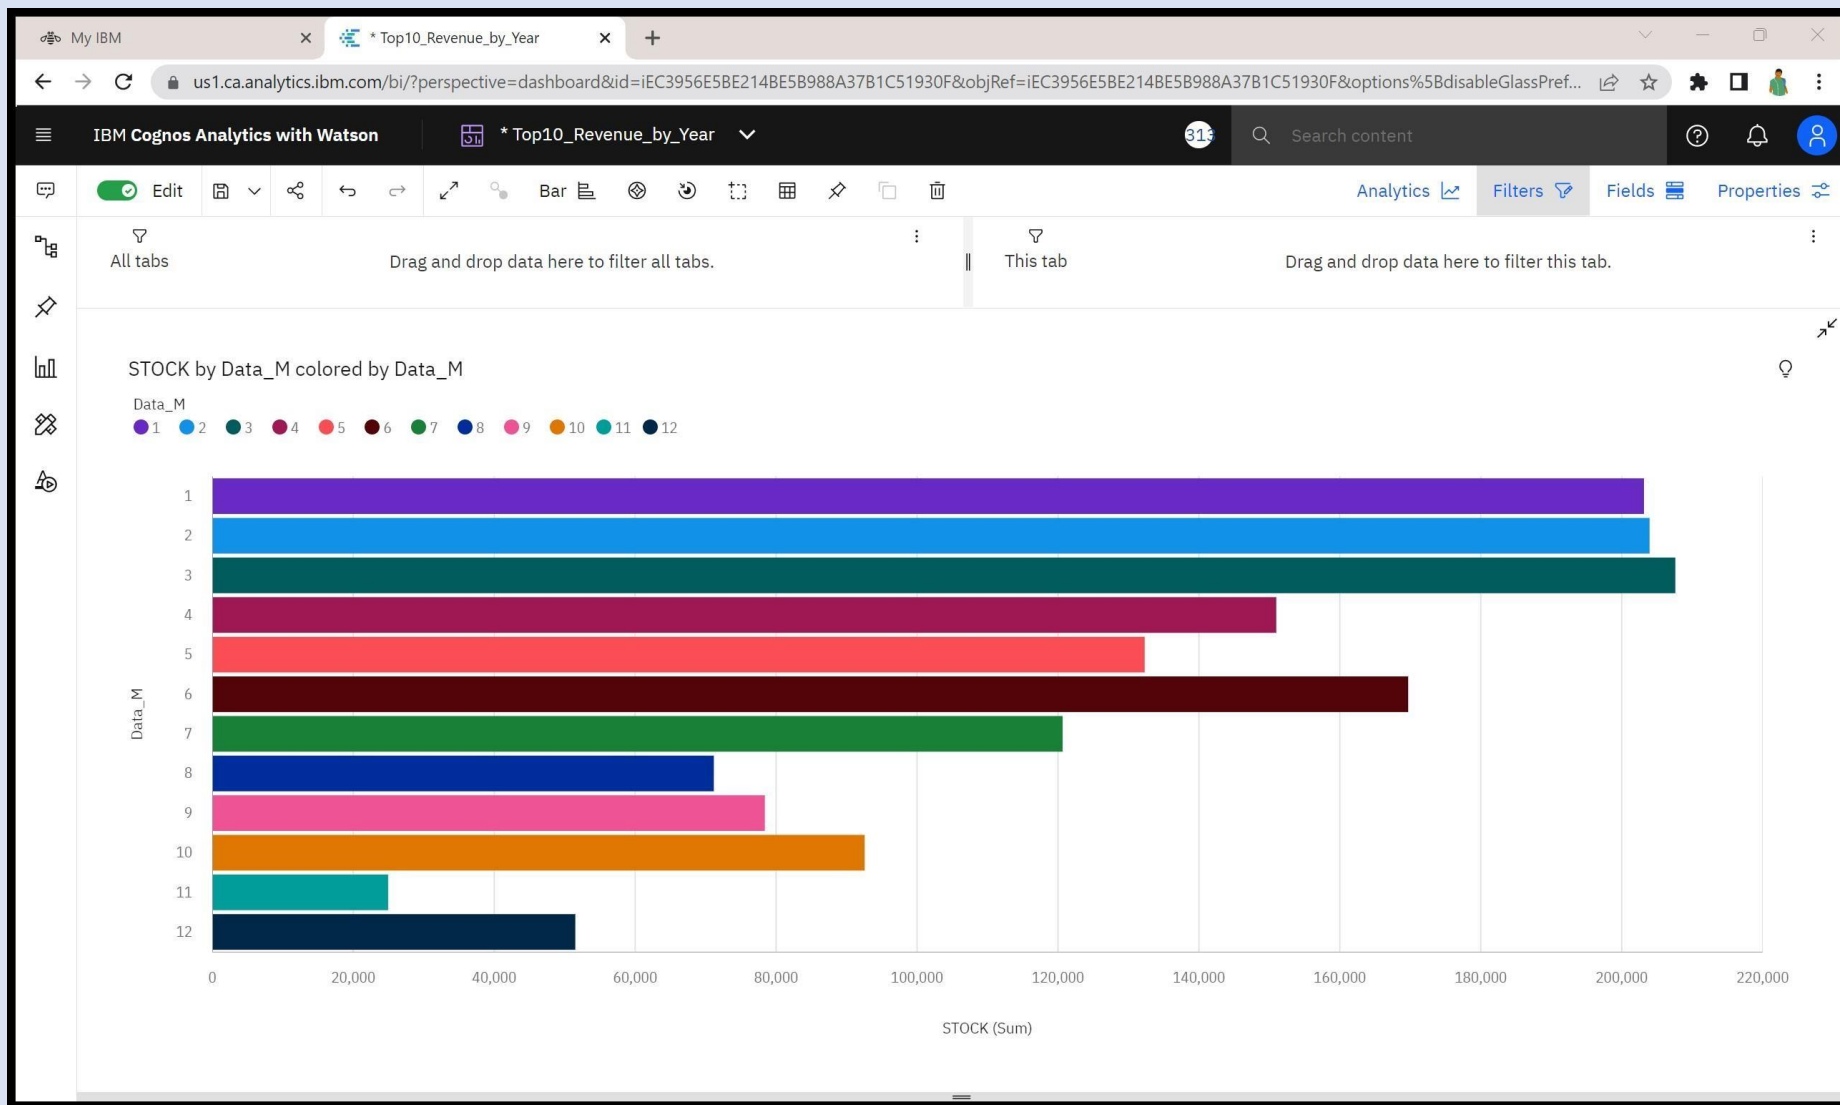 My IBM
* Top10_Revenue_by_Year
us1.ca.analytics.ibm.com/bi/?perspective=dashboard&id=iEC3956E5BE214BE5B988A37B1C51930F&objRef=iEC3956E5BE214BE5B988A37B1C51930F&options%5BdisableGlassPref...
IBM Cognos Analytics with Watson
* Top10_Revenue_by_Year
313
Search content
Edit
Bar
Analytics
Filters
Fields
Properties
All tabs
Drag and drop data here to filter all tabs.
This tab
Drag and drop data here to filter this tab.
STOCK by Data_M colored by Data_M
Data_M
1 2 3 4 5 6 7 8 9 10 11 12
Data_M
1
2
3
4
5
6
7
8
9
10
11
12
0 20,000 40,000 60,000 80,000 100,000 120,000 140,000 160,000 180,000 200,000 220,000
STOCK (Sum)